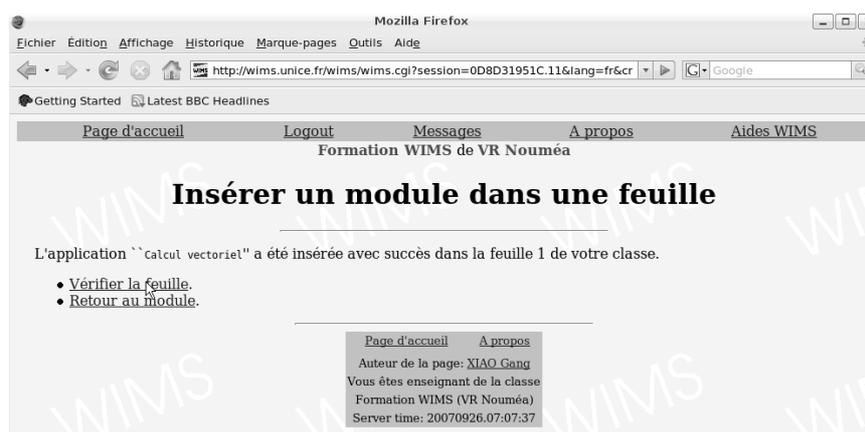 Mozilla Firefox
Fichier Édition Affichage Historique Marque-pages Outils Aide
http://wims.unice.fr/wims/wims.cgi?session=0D8D31951C.11&lang=fr&cr G Google
Getting Started Latest BBC Headlines
Page d'accueil Logout Messages A propos Aides WIMS
Formation WIMS de VR Nouméa
Insérer un module dans une feuille
L'application ``Calcul vectoriel'' a été insérée avec succès dans la feuille 1 de votre classe.
Vérifier la feuille.
Retour au module.
Page d'accueil A propos
Auteur de la page: XIAO Gang
Vous êtes enseignant de la classe
Formation WIMS (VR Nouméa)
Server time: 20070926.07:07:37